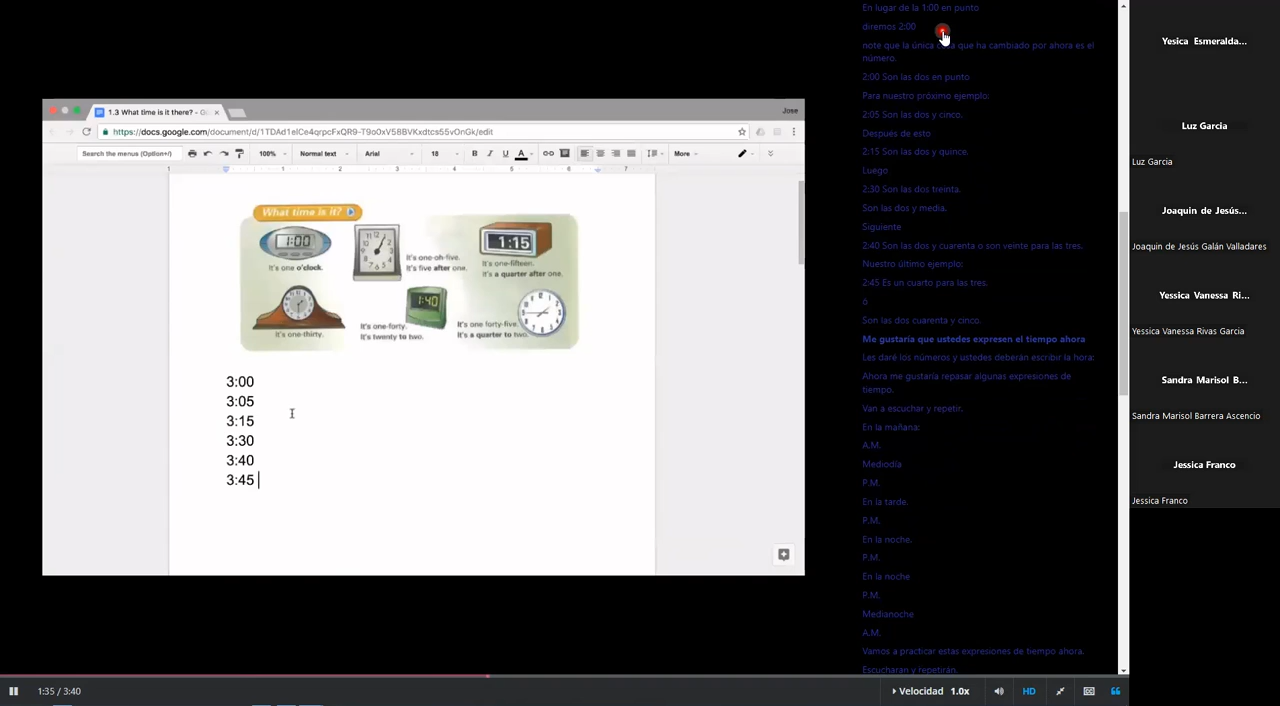 1.3 What time is it there? - G
Jose
https://docs.google.com/document/d/1TDAd1elCe4qrpcFxQR9-T9o0xV58BVKxdtcs55vOnGk/edit
Search the menus (Option+/)
100%
Normal text
Arial
18
B I U A
More
1 1 2 3 4 5 6 7
What time is it?
1:00
It's one o'clock.
It's one-oh-five.
It's five after one.
1:15
It's one-fifteen.
It's a quarter after one.
It's one-thirty.
1:40
It's one-forty.
It's twenty to two.
It's one forty-five.
It's a quarter to two.
3:00
3:05
3:15
3:30
3:40
3:45
En lugar de la 1:00 en punto
diremos 2:00
note que la única cosa que ha cambiado por ahora es el
número.
2:00 Son las dos en punto
Para nuestro próximo ejemplo:
2:05 Son las dos y cinco.
Después de esto
2:15 Son las dos y quince.
Luego
2:30 Son las dos treinta.
Son las dos y media.
Siguiente
2:40 Son las dos y cuarenta o son veinte para las tres.
Nuestro último ejemplo:
2:45 Es un cuarto para las tres.
ó
Son las dos cuarenta y cinco.
Me gustaría que ustedes expresen el tiempo ahora
Les daré los números y ustedes deberán escribir la hora:
Ahora me gustaría repasar algunas expresiones de
tiempo.
Van a escuchar y repetir.
En la mañana:
A.M.
Mediodía
P.M.
En la tarde.
P.M.
En la noche.
P.M.
En la noche
P.M.
Medianoche
A.M.
Vamos a practicar estas expresiones de tiempo ahora.
Escucharan y repetirán.
Yesica Esmeralda...
Luz Garcia
Luz Garcia
Joaquin de Jesús...
Joaquin de Jesús Galán Valladares
Yessica Vanessa Ri...
Yessica Vanessa Rivas Garcia
Sandra Marisol B...
Sandra Marisol Barrera Ascencio
Jessica Franco
Jessica Franco
1:35 / 3:40
Velocidad 1.0x
HD